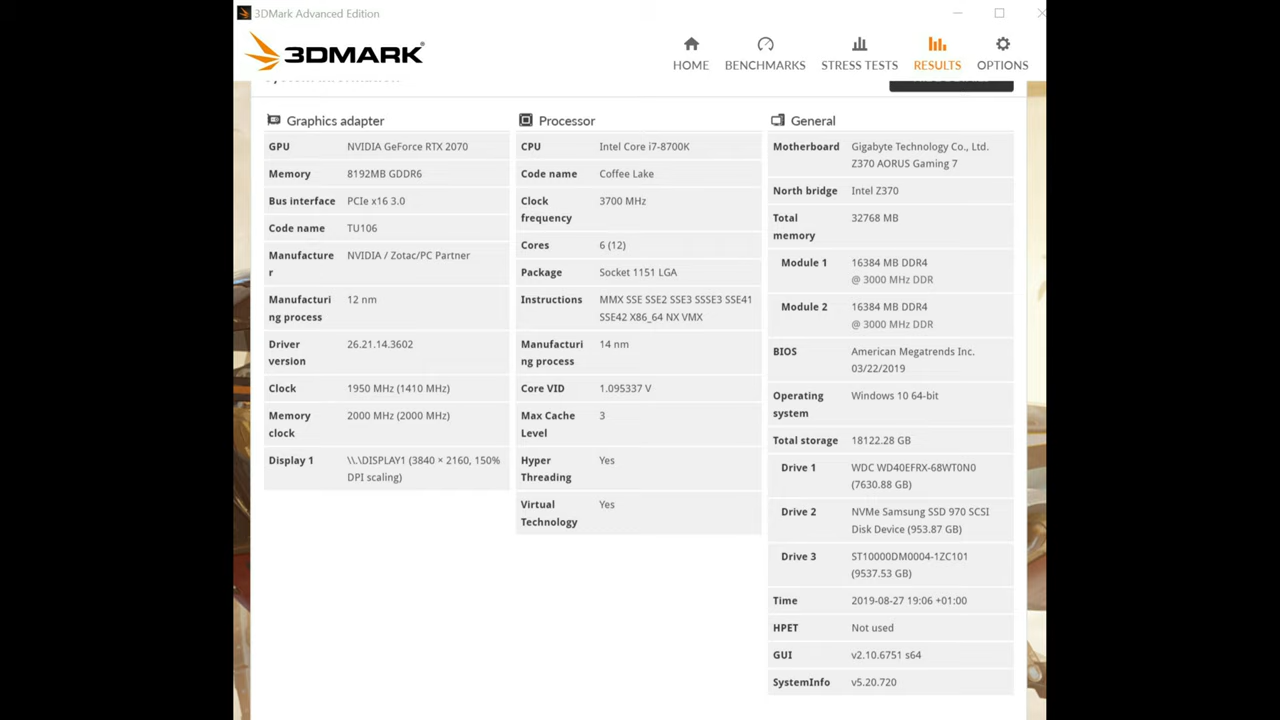 3DMark Advanced Edition
3DMARK®
HOME BENCHMARKS STRESS TESTS RESULTS OPTIONS
Graphics adapter
GPU NVIDIA GeForce RTX 2070
Memory 8192MB GDDR6
Bus interface PCIe x16 3.0
Code name TU106
Manufacture NVIDIA / Zotac/PC Partner
r
Manufacturi 12 nm
ng process
Driver 26.21.14.3602
version
Clock 1950 MHz (1410 MHz)
Memory 2000 MHz (2000 MHz)
clock
Display 1 \\.\DISPLAY1 (3840 × 2160, 150%
DPI scaling)
Processor
CPU Intel Core i7-8700K
Code name Coffee Lake
Clock 3700 MHz
frequency
Cores 6 (12)
Package Socket 1151 LGA
Instructions MMX SSE SSE2 SSE3 SSSE3 SSE41
SSE42 X86_64 NX VMX
Manufacturi 14 nm
ng process
Core VID 1.095337 V
Max Cache 3
Level
Hyper Yes
Threading
Virtual Yes
Technology
General
Motherboard Gigabyte Technology Co., Ltd.
Z370 AORUS Gaming 7
North bridge Intel Z370
Total 32768 MB
memory
Module 1 16384 MB DDR4
@ 3000 MHz DDR
Module 2 16384 MB DDR4
@ 3000 MHz DDR
BIOS American Megatrends Inc.
03/22/2019
Operating Windows 10 64-bit
system
Total storage 18122.28 GB
Drive 1 WDC WD40EFRX-68WT0N0
(7630.88 GB)
Drive 2 NVMe Samsung SSD 970 SCSI
Disk Device (953.87 GB)
Drive 3 ST10000DM0004-1ZC101
(9537.53 GB)
Time 2019-08-27 19:06 +01:00
HPET Not used
GUI v2.10.6751 s64
SystemInfo v5.20.720